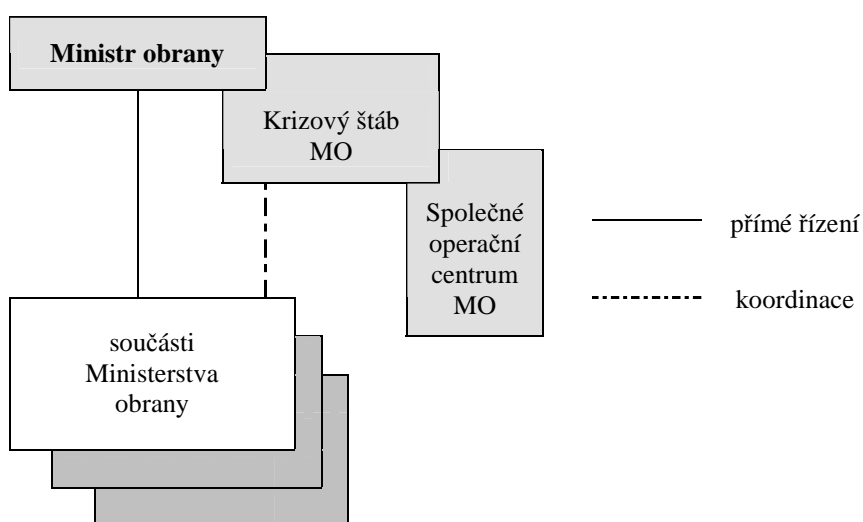 Ministr obrany
Krizový štáb
MO
Společné
operační
centrum
MO
přímé řízení
koordinace
součásti
Ministerstva
obrany